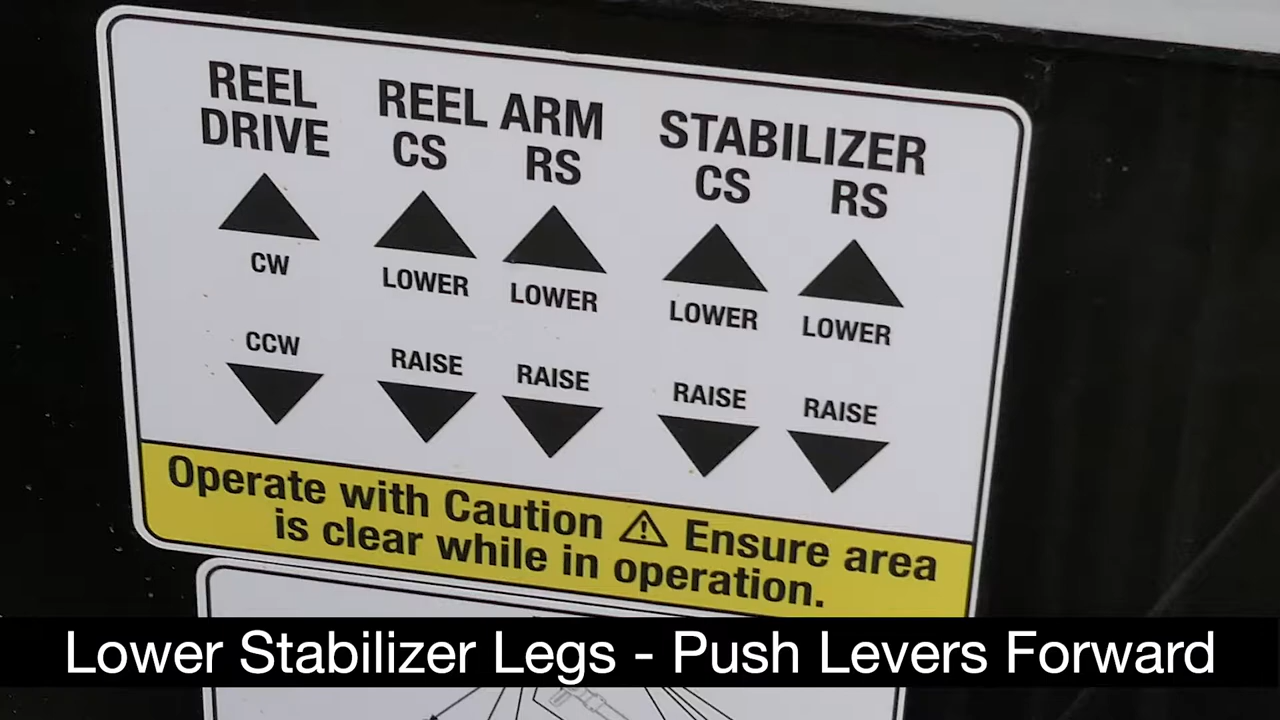 REEL
DRIVE
REEL ARM
CS RS
STABILIZER
CS RS
CW
LOWER LOWER
LOWER LOWER
CCW
RAISE RAISE
RAISE RAISE
Operate with Caution ⚠ Ensure area
is clear while in operation.
Lower Stabilizer Legs - Push Levers Forward